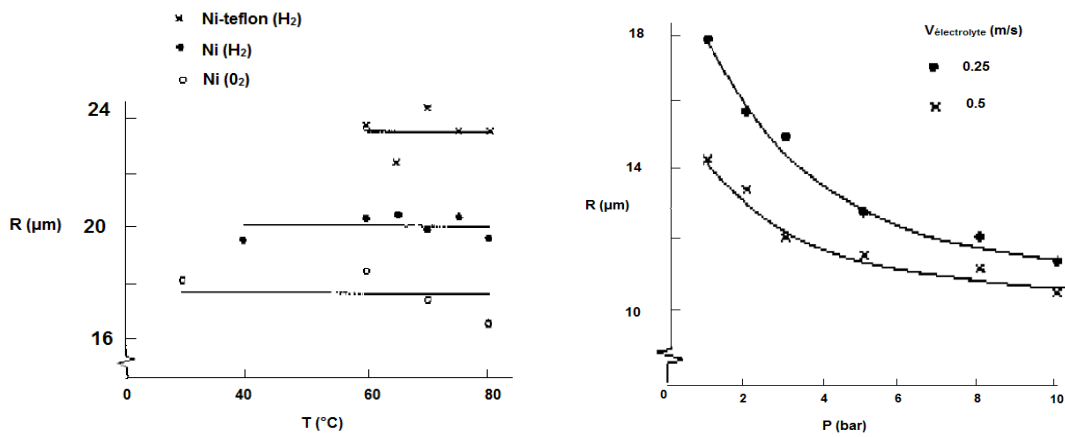 Ni-teflon (H2)
Ni (H2)
Ni (02)
24
20
16
R (µm)
0
40
60
80
T (°C)
18
14
10
R (µm)
Vélectrolyte (m/s)
0.25
0.5
0
2
4
6
8
10
P (bar)